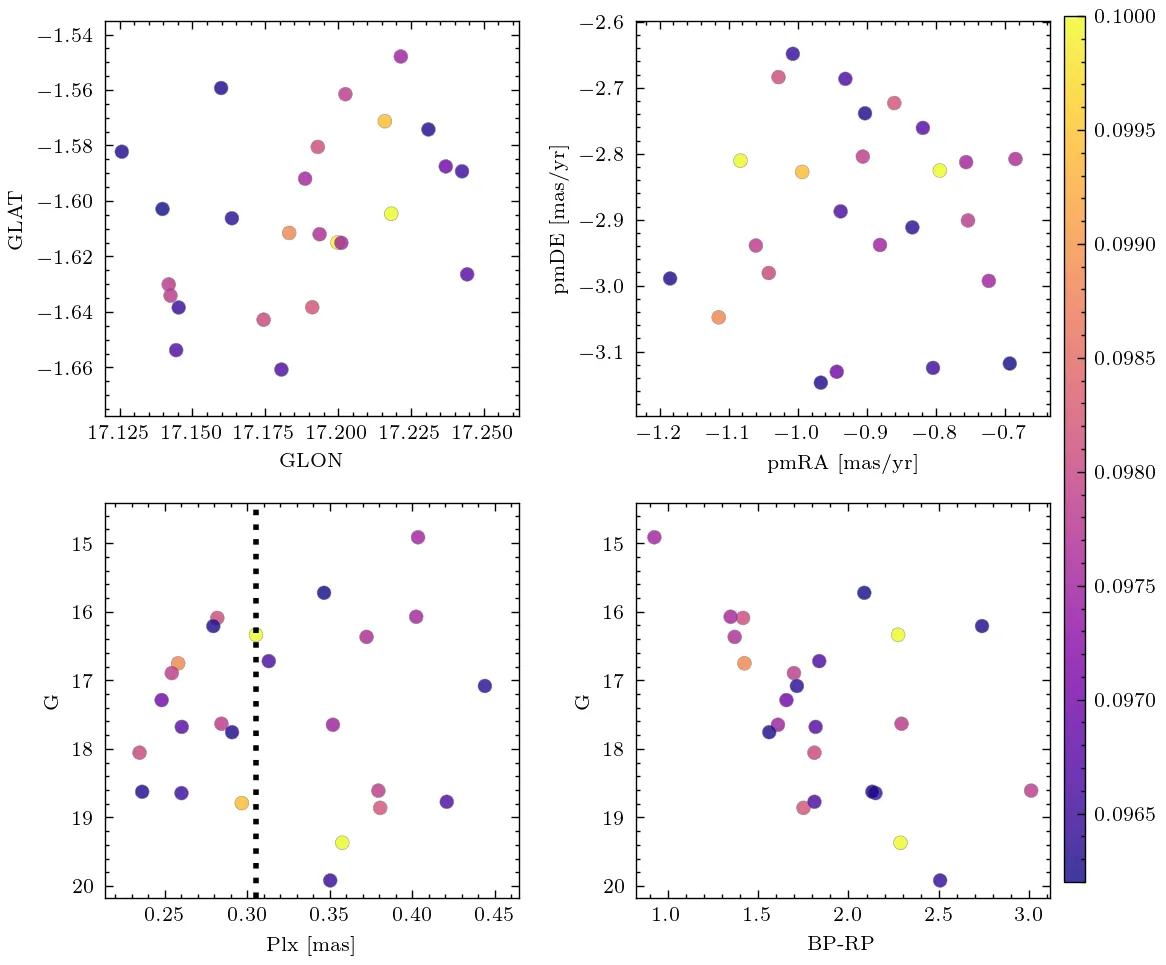 −1.54
−1.56
−1.58
−1.60
−1.62
−1.64
−1.66
GLAT
17.125 17.150 17.175 17.200 17.225 17.250
GLON
−2.6
−2.7
−2.8
−2.9
−3.0
−3.1
pmDE [mas/yr]
−1.2 −1.1 −1.0 −0.9 −0.8 −0.7
pmRA [mas/yr]
15
16
17
18
19
20
G
0.25 0.30 0.35 0.40 0.45
Plx [mas]
15
16
17
18
19
20
G
1.0 1.5 2.0 2.5 3.0
BP-RP
0.1000
0.0995
0.0990
0.0985
0.0980
0.0975
0.0970
0.0965